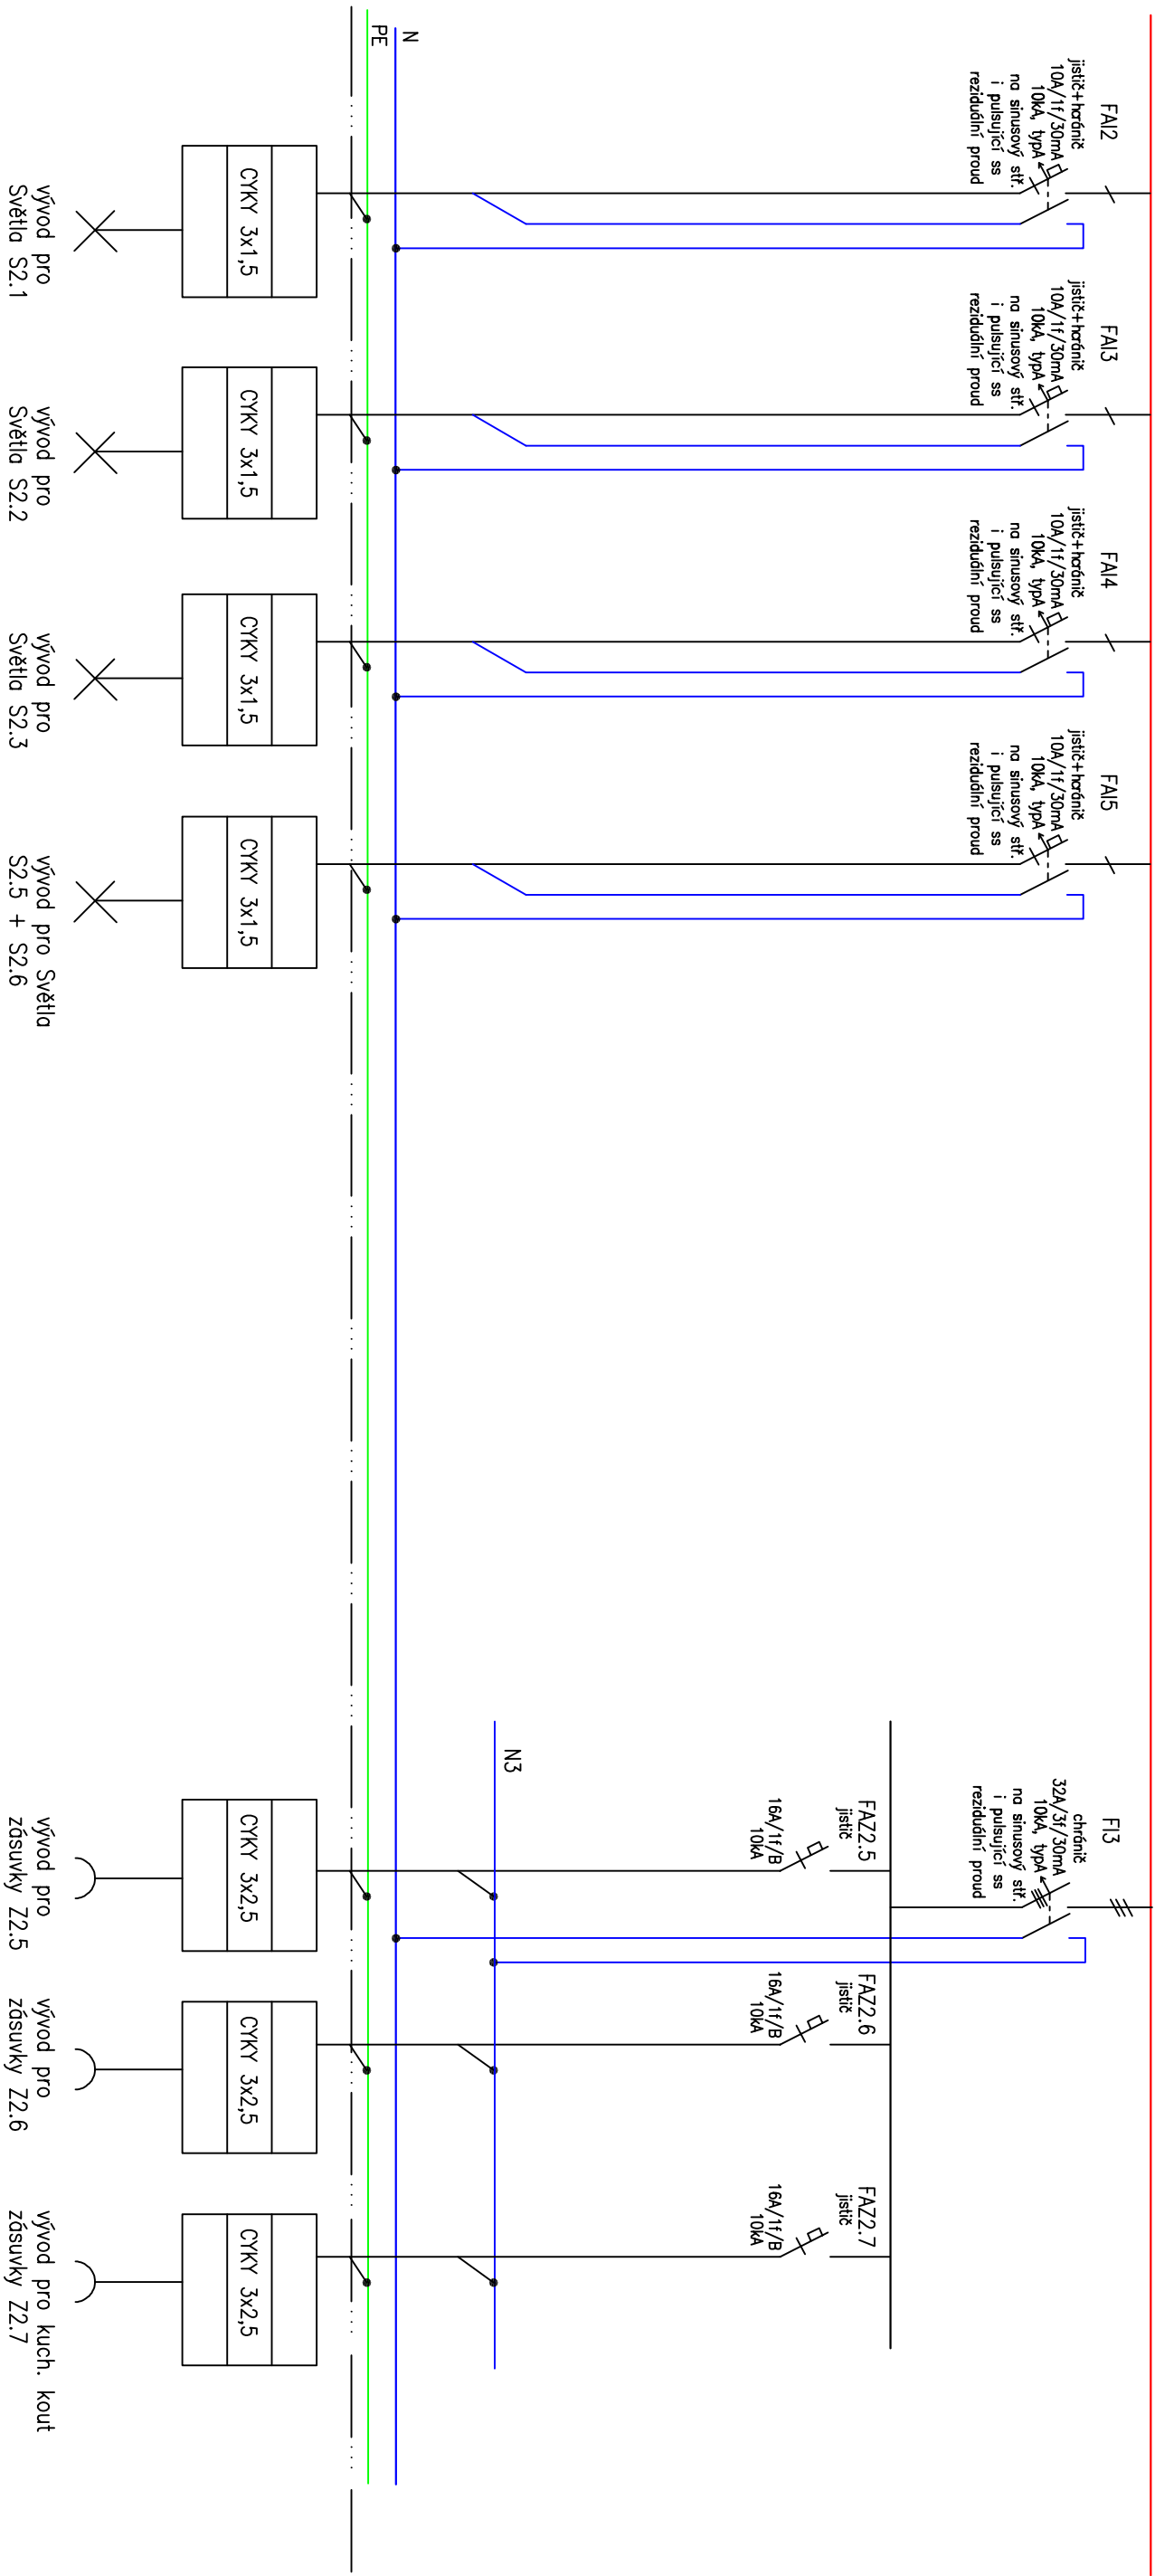 FAI2
jistič+hránič
10A/1f/30mA
10kA, typA
na sinusový stř.
i pulsující ss
reziduální proud
FAI3
jistič+hránič
10A/1f/30mA
10kA, typA
na sinusový stř.
i pulsující ss
reziduální proud
FAI4
jistič+hránič
10A/1f/30mA
10kA, typA
na sinusový stř.
i pulsující ss
reziduální proud
FAI5
jistič+hránič
10A/1f/30mA
10kA, typA
na sinusový stř.
i pulsující ss
reziduální proud
FI3
chránič
32A/3f/30mA
10kA, typA
na sinusový stř.
i pulsující ss
reziduální proud
FAZ2.5
jistič
16A/1f/B
10kA
FAZ2.6
jistič
16A/1f/B
10kA
FAZ2.7
jistič
16A/1f/B
10kA
N3
N
PE
CYKY 3x1,5
CYKY 3x1,5
CYKY 3x1,5
CYKY 3x1,5
CYKY 3x2,5
CYKY 3x2,5
CYKY 3x2,5
vývod pro
Světla S2.1
vývod pro
Světla S2.2
vývod pro
Světla S2.3
vývod pro Světla
S2.5 + S2.6
vývod pro
zásuvky Z2.5
vývod pro
zásuvky Z2.6
vývod pro kuch. kout
zásuvky Z2.7